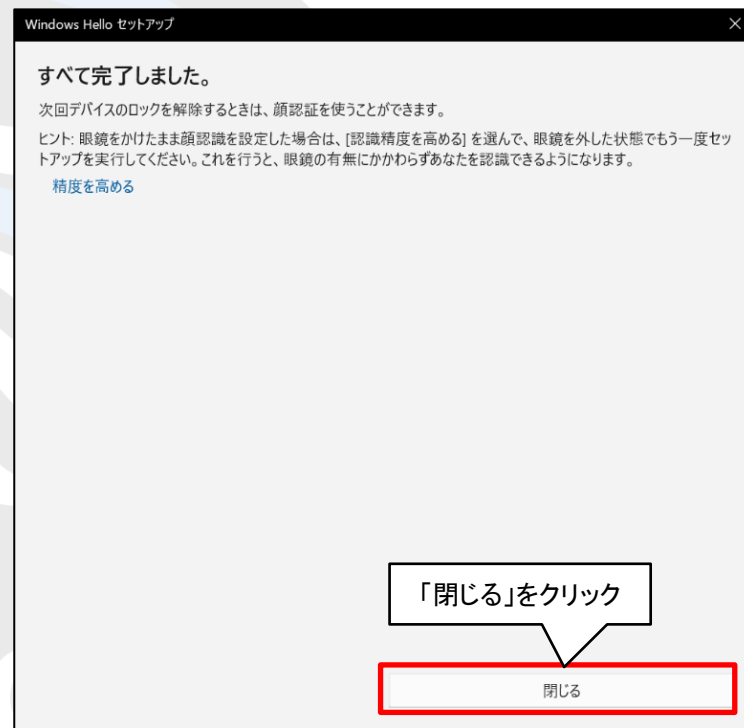 Windows Hello セットアップ
すべて完了しました。
次回デバイスのロックを解除するときは、顔認証を使うことができます。
ヒント: 眼鏡をかけたまま顔認識を設定した場合は、[認識精度を高める] を選んで、眼鏡を外した状態でもう一度セッ
トアップを実行してください。これを行うと、眼鏡の有無にかかわらずあなたを認識できるようになります。
精度を高める
「閉じる」をクリック
閉じる